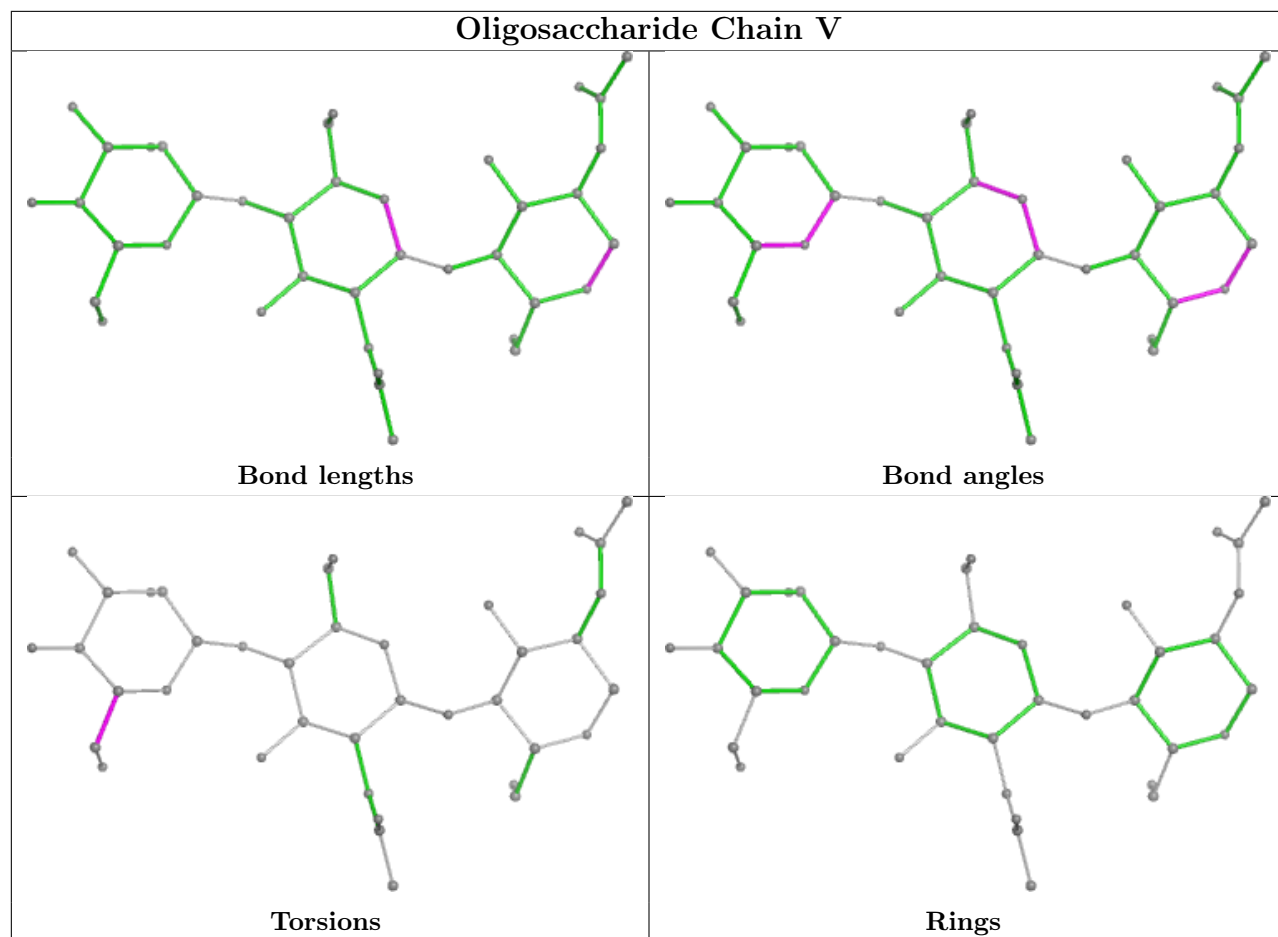 Oligosaccharide Chain V
Bond lengths
Bond angles
Torsions
Rings